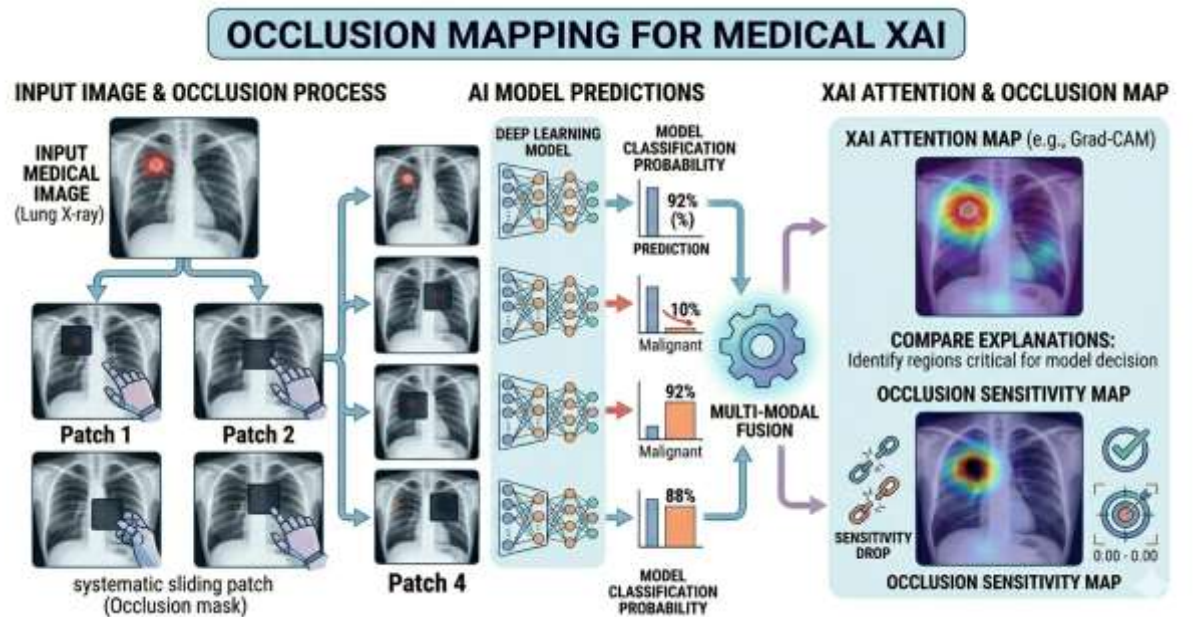 OCCLUSION MAPPING FOR MEDICAL XAI
INPUT IMAGE & OCCLUSION PROCESS
INPUT
MEDICAL
IMAGE
(Lung X-ray)
Patch 1
Patch 2
systematic sliding patch
(Occlusion mask)
AI MODEL PREDICTIONS
DEEP LEARNING
MODEL
MODEL
CLASSIFICATION
PROBABILITY
92%
(%)
PREDICTION
10%
Malignant
92%
Malignant
88%
Patch 4
MODEL
CLASSIFICATION
PROBABILITY
MULTI-MODAL
FUSION
XAI ATTENTION & OCCLUSION MAP
XAI ATTENTION MAP (e.g., Grad-CAM)
COMPARE EXPLANATIONS:
Identify regions critical for model decision
OCCLUSION SENSITIVITY MAP
SENSITIVITY
DROP
0:00 - 0.00
OCCLUSION SENSITIVITY MAP